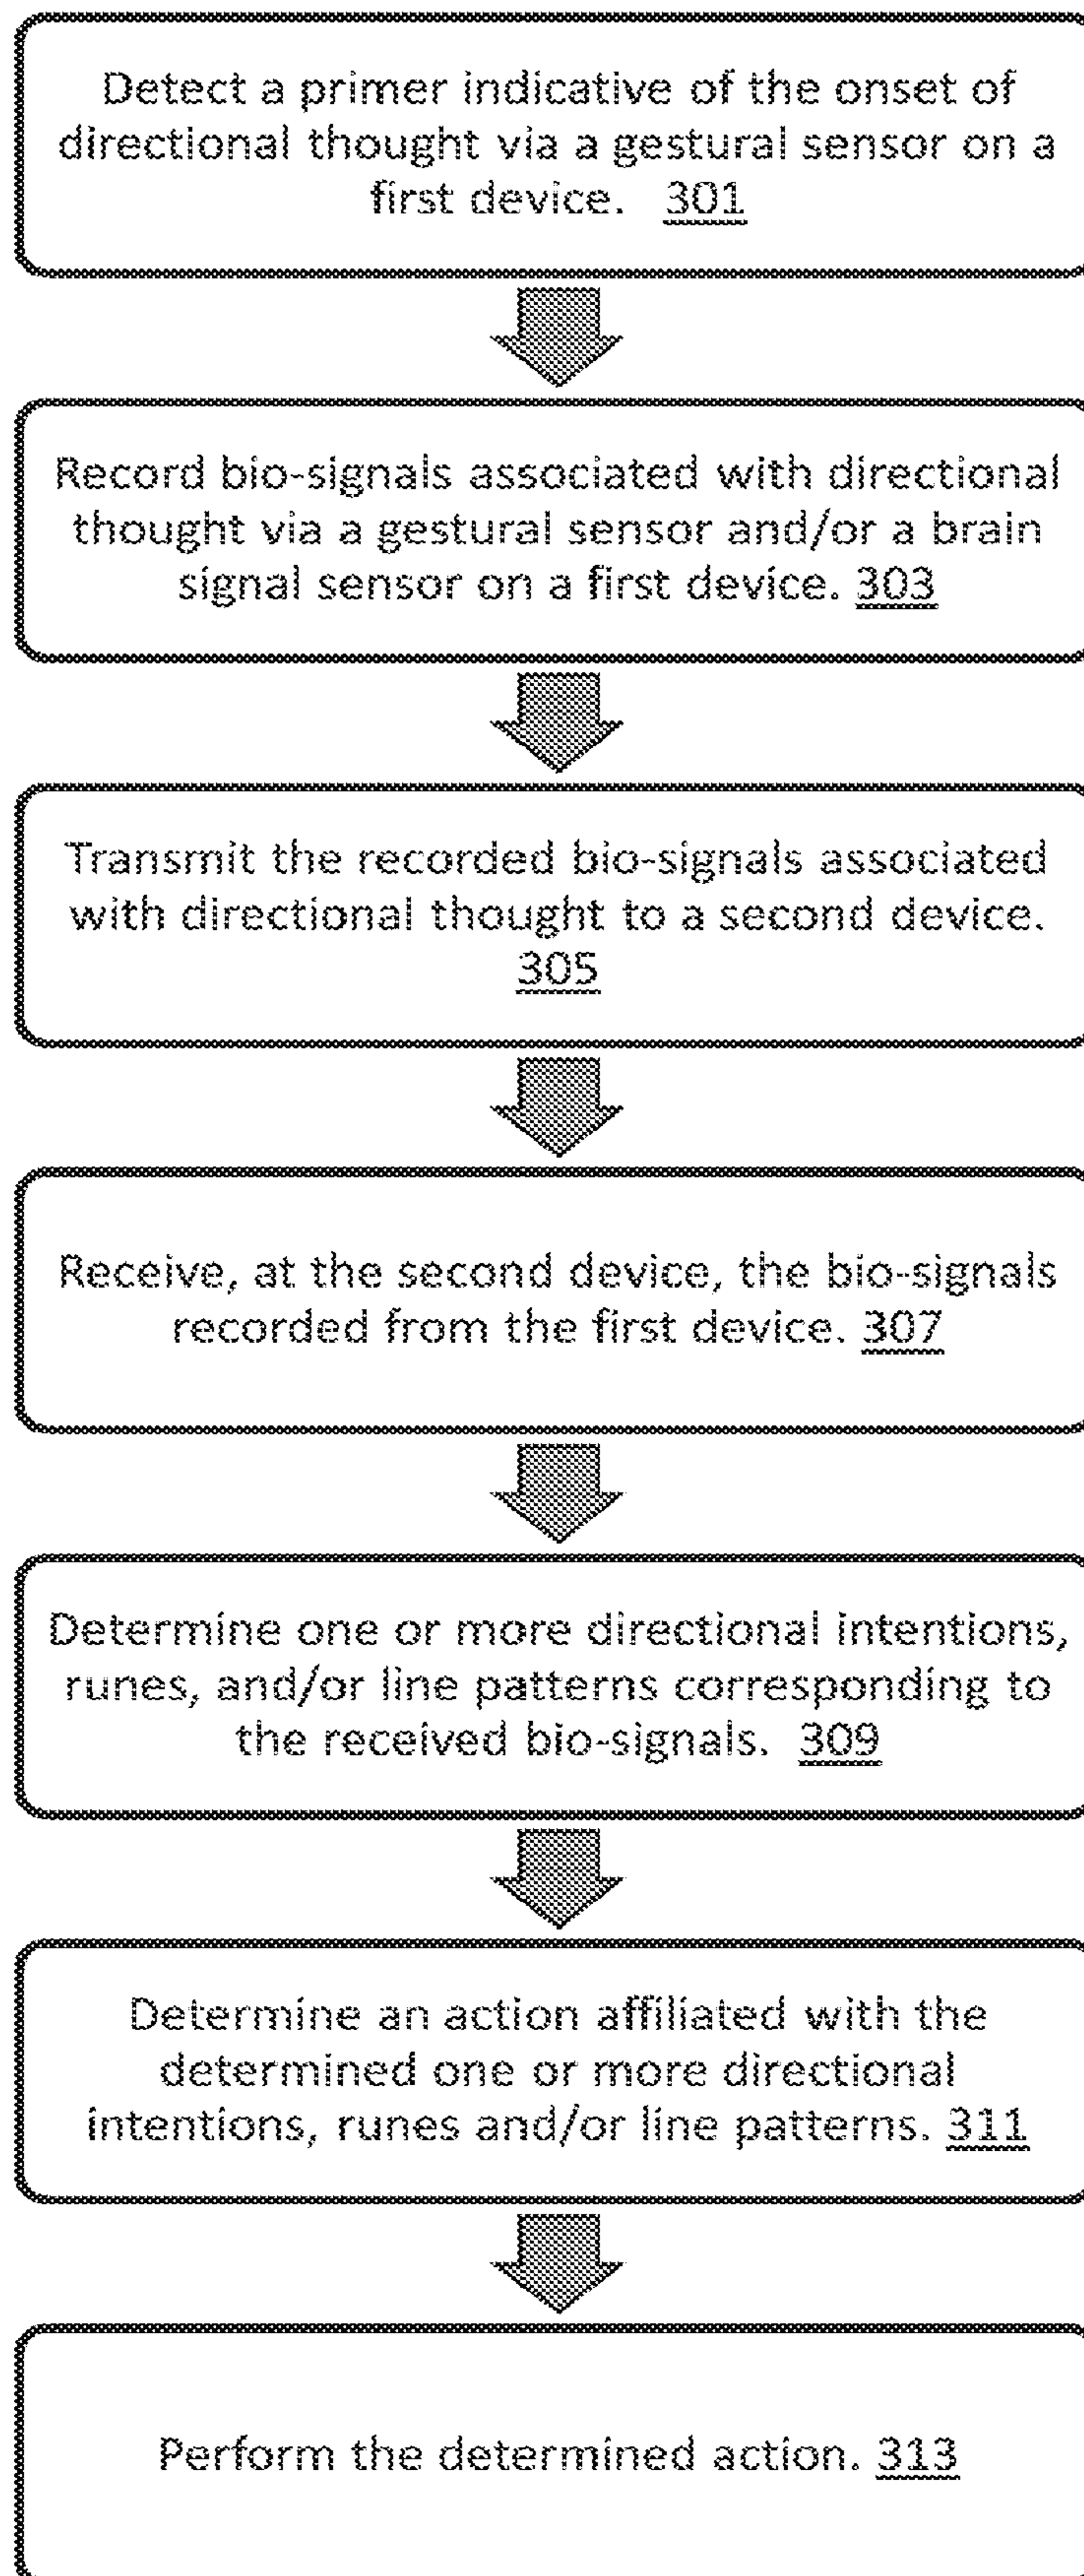 Detect a primer indicative of the onset of
directional thought via a gestural sensor on a
first device. 301
Record bio-signals associated with directional
thought via a gestural sensor and/or a brain
signal sensor on a first device. 303
Transmit the recorded bio-signals associated
with directional thought to a second device.
305
Receive, at the second device, the bio-signals
recorded from the first device. 307
Determine one or more directional intentions,
runes, and/or line patterns corresponding to
the received bio-signals. 309
Determine an action affiliated with the
determined one or more directional
intentions, runes and/or line patterns. 311
Perform the determined action. 313